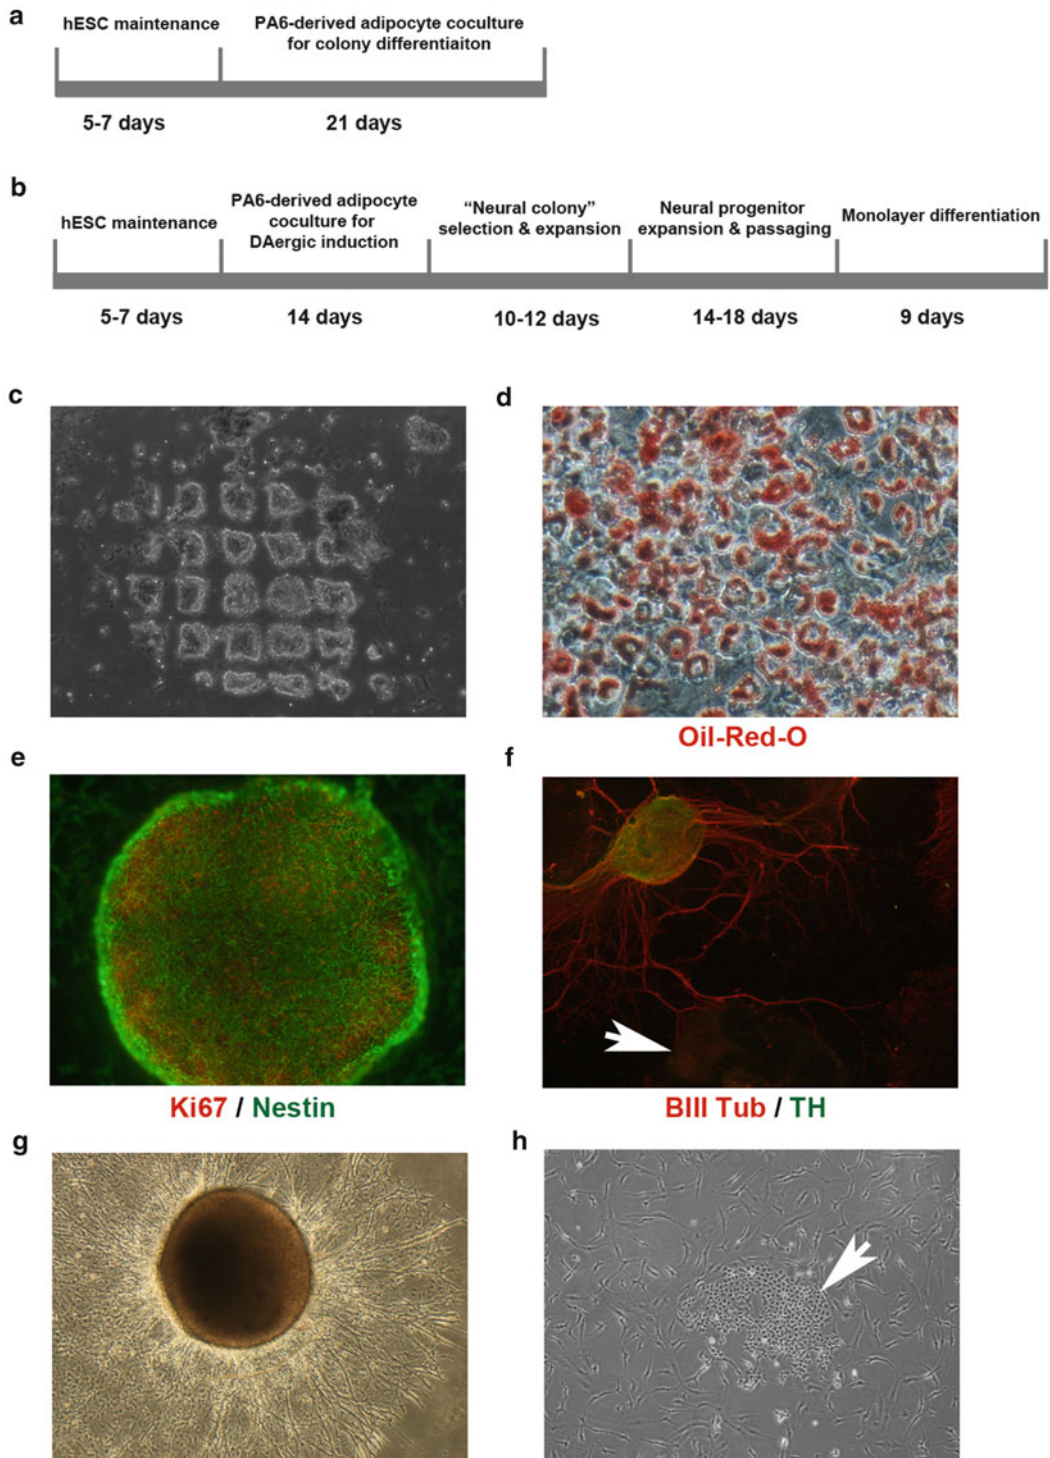 a
hESC maintenance
PA6-derived adipocyte coculture
for colony differentiaiton
5-7 days
21 days
b
hESC maintenance
PA6-derived adipocyte
coculture for
DAergic induction
“Neural colony”
selection & expansion
Neural progenitor
expansion & passaging
Monolayer differentiation
5-7 days
14 days
10-12 days
14-18 days
9 days
c
d
Oil-Red-O
e
f
Ki67 / Nestin
BIII Tub / TH
g
h